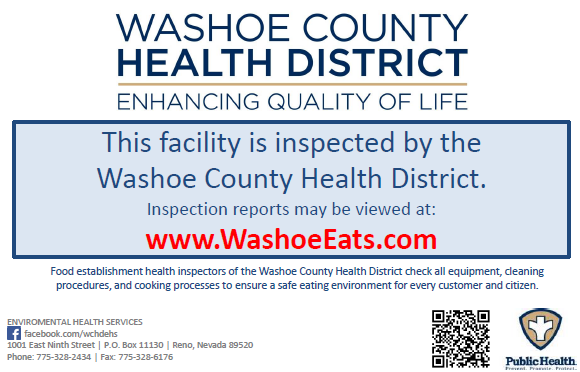 WASHOE COUNTY
HEALTH DISTRICT
ENHANCING QUALITY OF LIFE
This facility is inspected by the
Washoe County Health District.
Inspection reports may be viewed at:
www.WashoeEats.com
Food establishment health inspectors of the Washoe County Health District check all equipment, cleaning
procedures, and cooking processes to ensure a safe eating environment for every customer and citizen.
ENVIROMENTAL HEALTH SERVICES
facebook.com/wchdehs
1001 East Ninth Street | P.O. Box 11130 | Reno, Nevada 89520
Phone: 775-328-2434 | Fax: 775-328-6176
Public Health
Prevent. Promote. Protect.